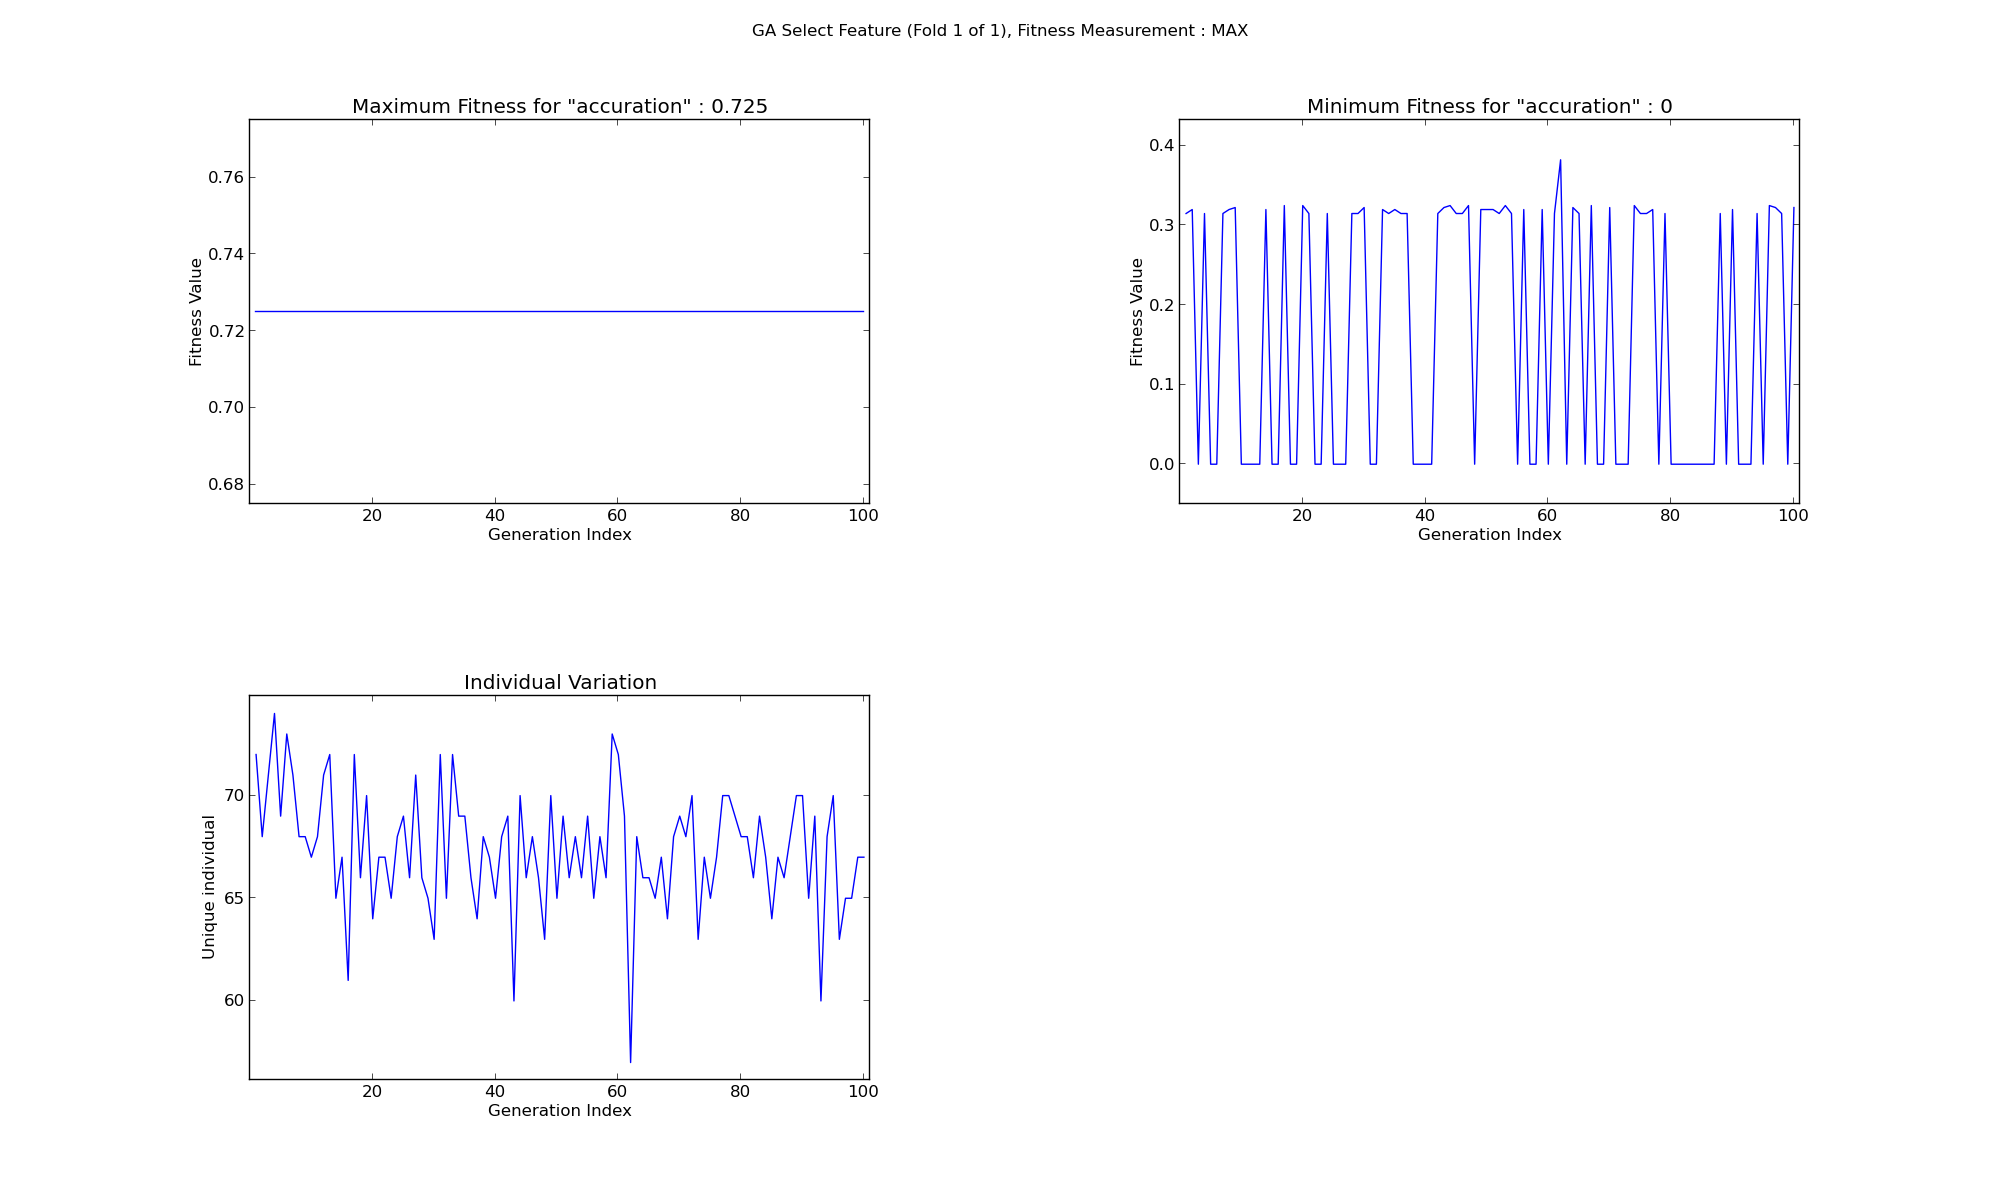 GA Select Feature (Fold 1 of 1), Fitness Measurement : MAX
Maximum Fitness for "accuration" : 0.725
0.76
0.74
0.72
0.70
0.68
Fitness Value
20 40 60 80 100
Generation Index
Minimum Fitness for "accuration" : 0
0.4
0.3
0.2
0.1
0.0
Fitness Value
20 40 60 80 100
Generation Index
Individual Variation
70
65
60
Unique individual
20 40 60 80 100
Generation Index